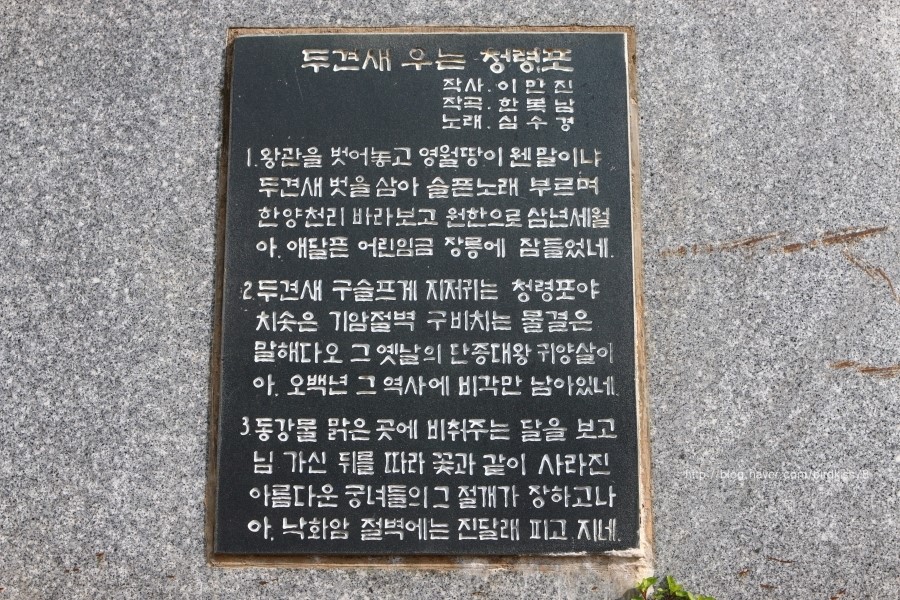 두견새 우는 청령포
작사. 이만진
작곡. 한복남
노래. 심수경
1. 왕관을 벗어놓고 영월땅이 웬말이냐
두견새 벗을삼아 슬픈노래 부르며
한양천리 바라보고 원한으로 삼년세월
아. 애달픈 어린임금 장릉에 잠들었네.
2. 두견새 구슬프게 지저귀는 청령포야
치솟은 기암절벽 구비치는 물결은
말해다오 그 옛날의 단종대왕 귀양살이
아. 오백년 그 역사에 비각만 남아있네.
3. 동강물 맑은 곳에 비춰주는 달을 보고
님 가신 뒤를 따라 꽃과 같이 사라진
아름다운 궁녀들의 그 절개가 장하고나
아. 낙화암 절벽에는 진달래 피고 지네.